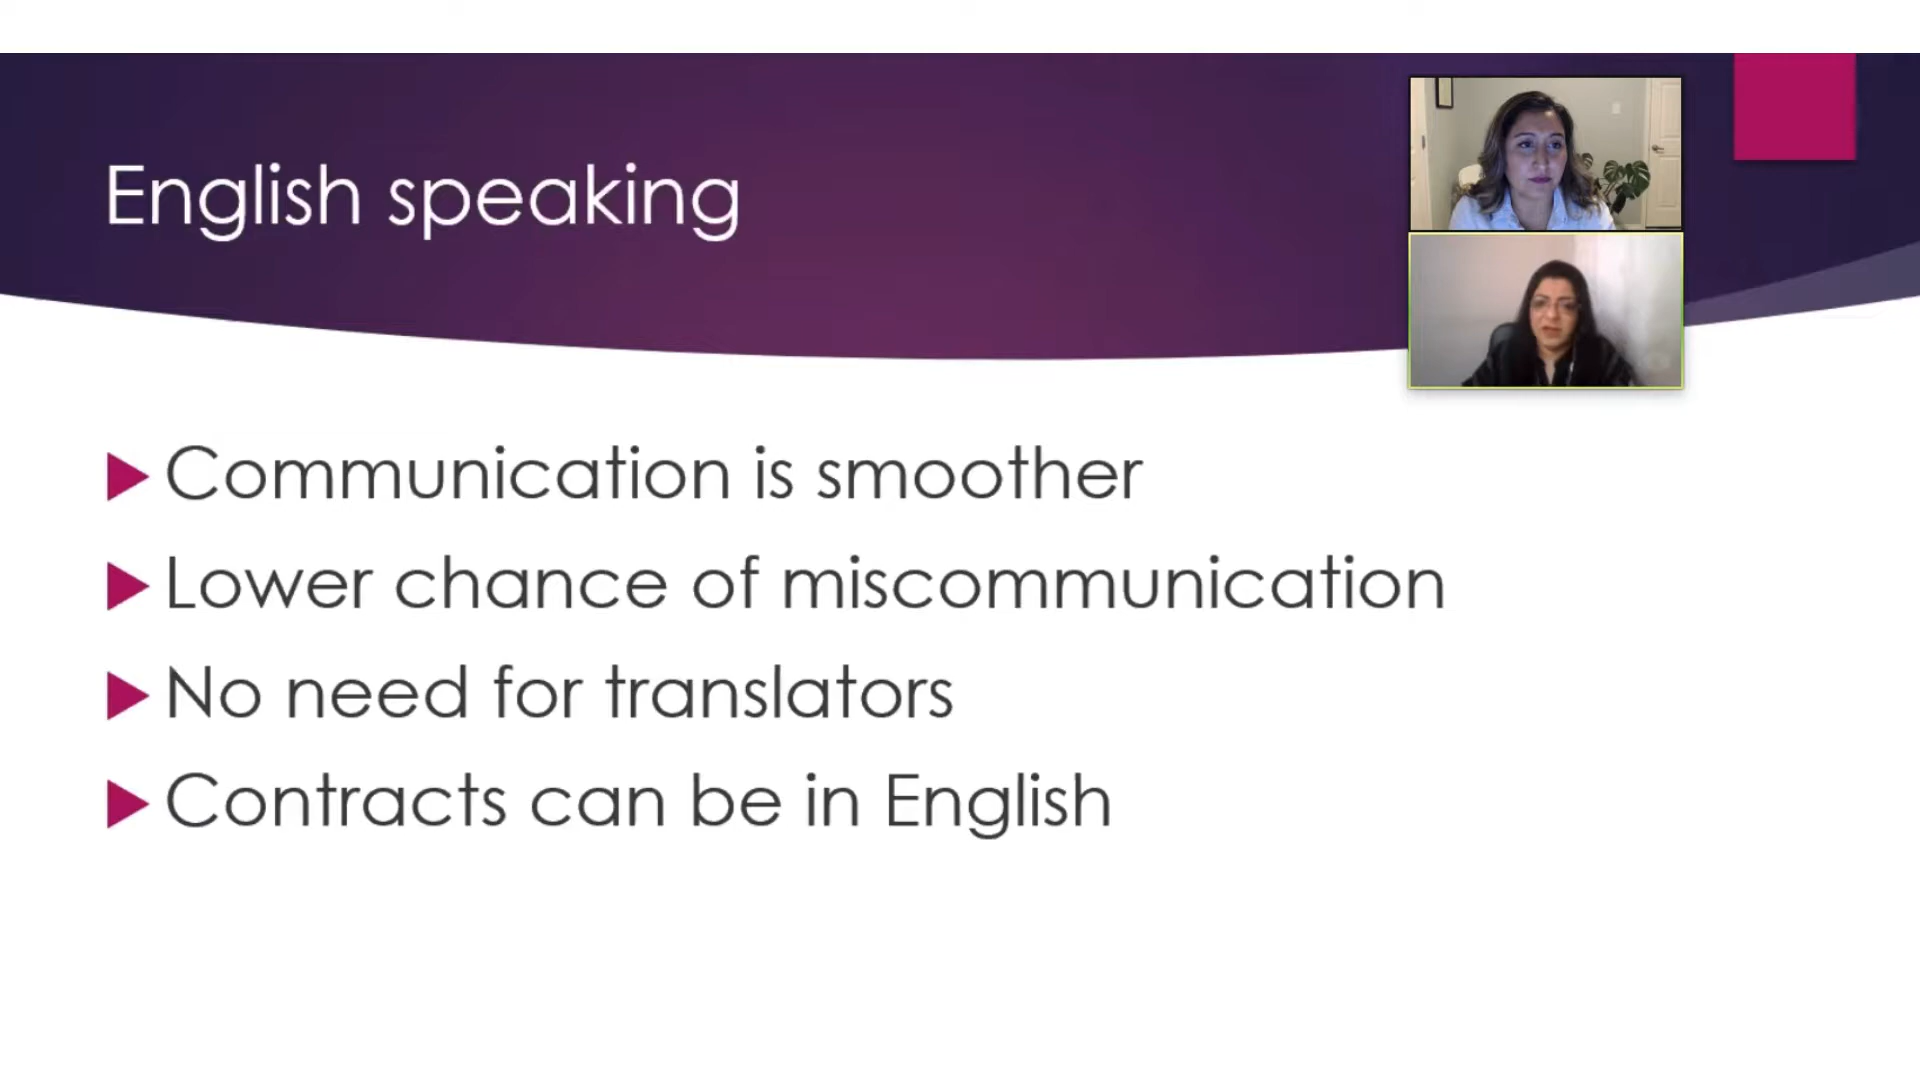 English speaking
Communication is smoother
Lower chance of miscommunication
No need for translators
Contracts can be in English